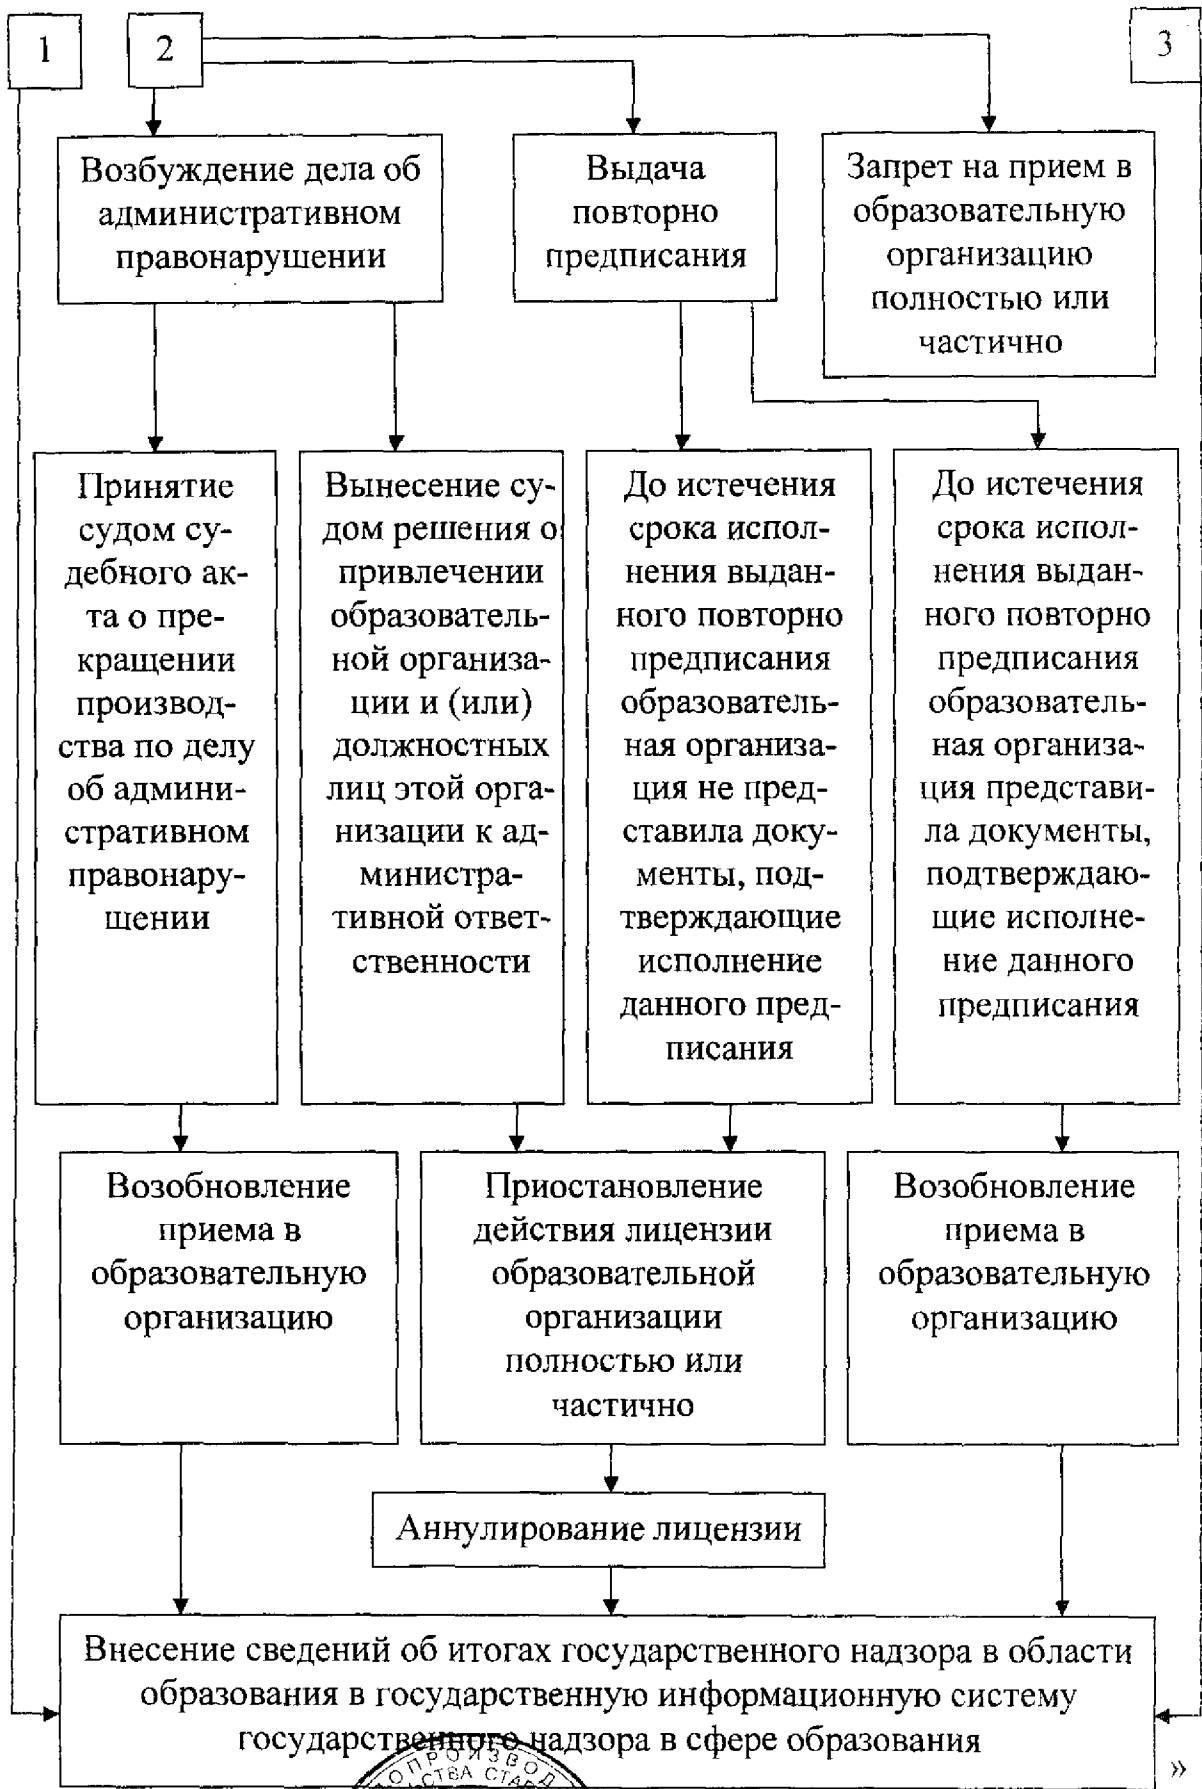 1
2
3
Возбуждение дела об
административном
правонарушении
Выдача
повторно
предписания
Запрет на прием в
образовательную
организацию
полностью или
частично
Принятие
судом су-
дебного ак-
та о пре-
кращении
производ-
ства по делу
об админи-
стративном
правонару-
шении
Вынесение су-
дом решения о
привлечении
образователь-
ной организа-
ции и (или)
должностных
лиц этой орга-
низации к ад-
министра-
тивной ответ-
ственности
До истечения
срока испол-
нения выдан-
ного повторно
предписания
образователь-
ная организа-
ция не пред-
ставила доку-
менты, под-
тверждающие
исполнение
данного пред-
писания
До истечения
срока испол-
нения выдан-
ного повторно
предписания
образователь-
ная организа-
ция представи-
ла документы,
подтверждаю-
щие исполне-
ние данного
предписания
Возобновление
приема в
образовательную
организацию
Приостановление
действия лицензии
образовательной
организации
полностью или
частично
Возобновление
приема в
образовательную
организацию
Аннулирование лицензии
Внесение сведений об итогах государственного надзора в области
образования в государственную информационную систему
государственного надзора в сфере образования
»